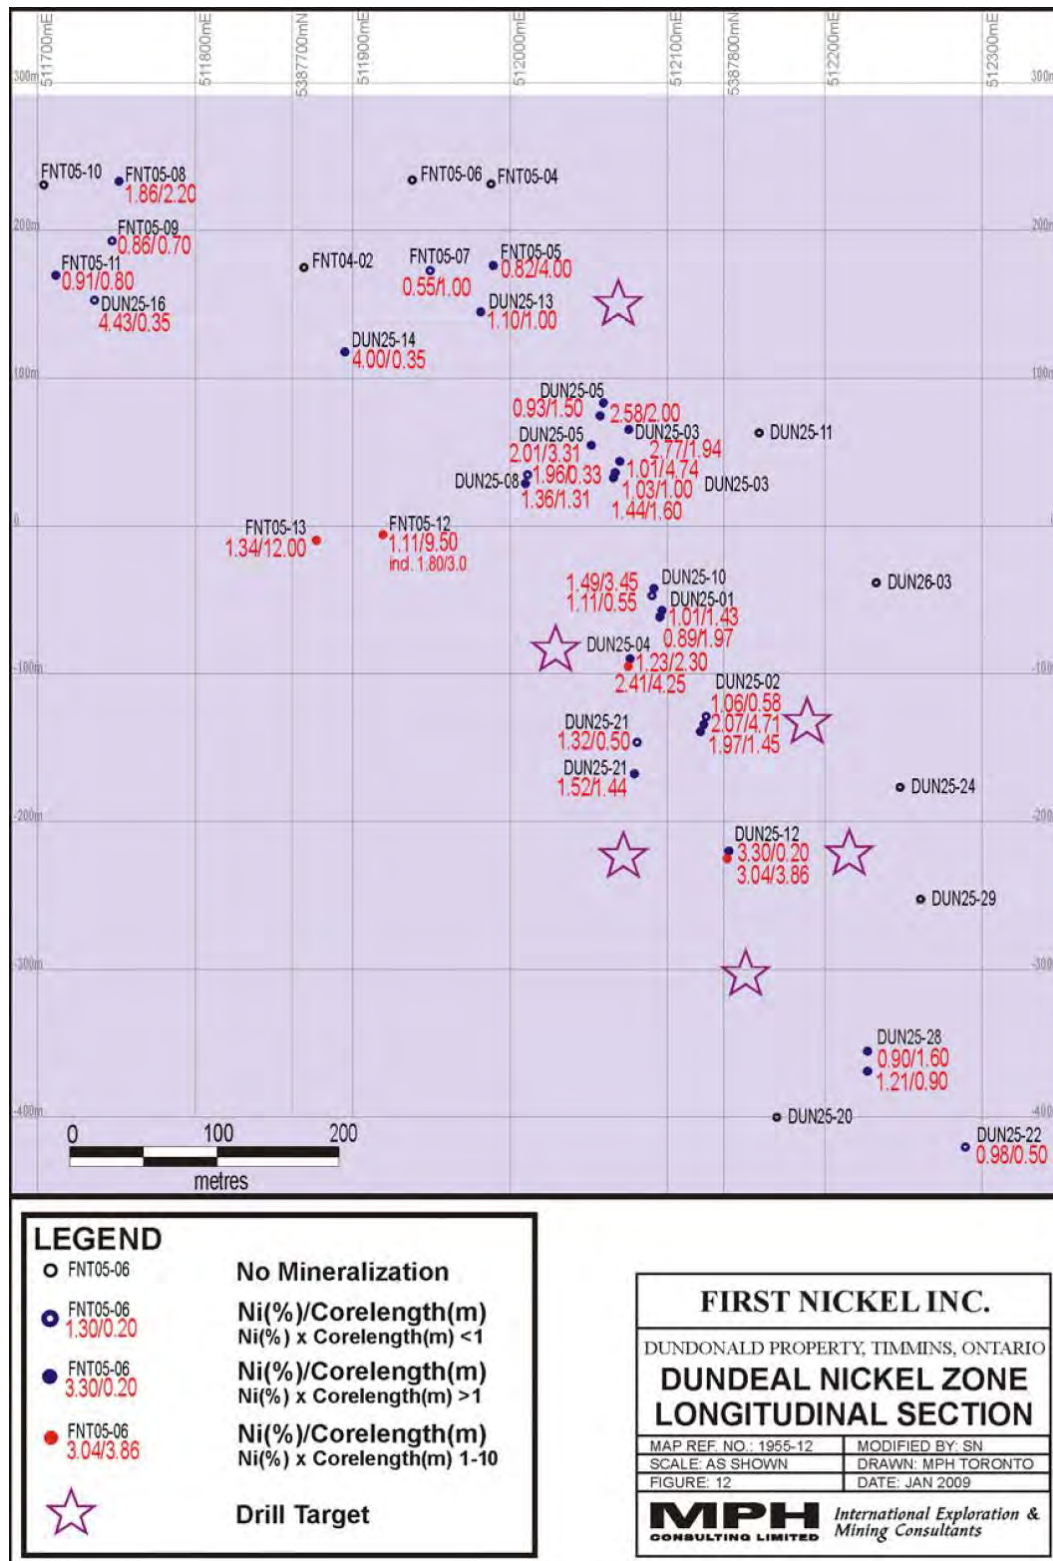 511700mE
511800mE
5387700mN
511900mE
512000mE
512100mE
5387800mN
512200mE
512300mE
300m
300m
FNT05-10
FNT05-08
1.86/2.20
FNT05-06
FNT05-04
200m
200m
FNT05-09
0.86/0.70
FNT05-11
0.91/0.80
DUN25-16
4.43/0.35
FNT04-02
FNT05-07
0.55/1.00
FNT05-05
0.82/4.00
DUN25-13
1.10/1.00
DUN25-14
4.00/0.35
100m
100m
DUN25-05
0.93/1.50
2.58/2.00
DUN25-05
2.01/3.31
DUN25-03
2.77/1.94
DUN25-11
1.96/0.33
1.01/4.74
DUN25-08
1.36/1.31
1.03/1.00
DUN25-03
1.44/1.60
0
0
FNT05-13
1.34/12.00
FNT05-12
1.11/9.50
incl. 1.80/3.0
1.49/3.45
DUN25-10
1.11/0.55
DUN25-01
1.01/1.43
0.89/1.97
DUN26-03
DUN25-04
1.23/2.30
2.41/4.25
-100m
-100m
DUN25-02
1.06/0.58
2.07/4.71
1.97/1.45
DUN25-21
1.32/0.50
DUN25-21
1.52/1.44
DUN25-24
-200m
-200m
DUN25-12
3.30/0.20
3.04/3.86
DUN25-29
-300m
-300m
DUN25-28
0.90/1.60
1.21/0.90
-400m
-400m
DUN25-20
DUN25-22
0.98/0.50
0 100 200
metres
LEGEND
FNT05-06 No Mineralization
FNT05-06 Ni(%)/Corelength(m)
1.30/0.20 Ni(%) x Corelength(m) <1
FNT05-06 Ni(%)/Corelength(m)
3.30/0.20 Ni(%) x Corelength(m) >1
FNT05-06 Ni(%)/Corelength(m)
3.04/3.86 Ni(%) x Corelength(m) 1-10
Drill Target
FIRST NICKEL INC.
DUNDONALD PROPERTY, TIMMINS, ONTARIO
DUNDEAL NICKEL ZONE
LONGITUDINAL SECTION
MAP REF. NO.: 1955-12 MODIFIED BY: SN
SCALE: AS SHOWN DRAWN: MPH TORONTO
FIGURE: 12 DATE: JAN 2009
MPH
CONSULTING LIMITED
International Exploration &
Mining Consultants